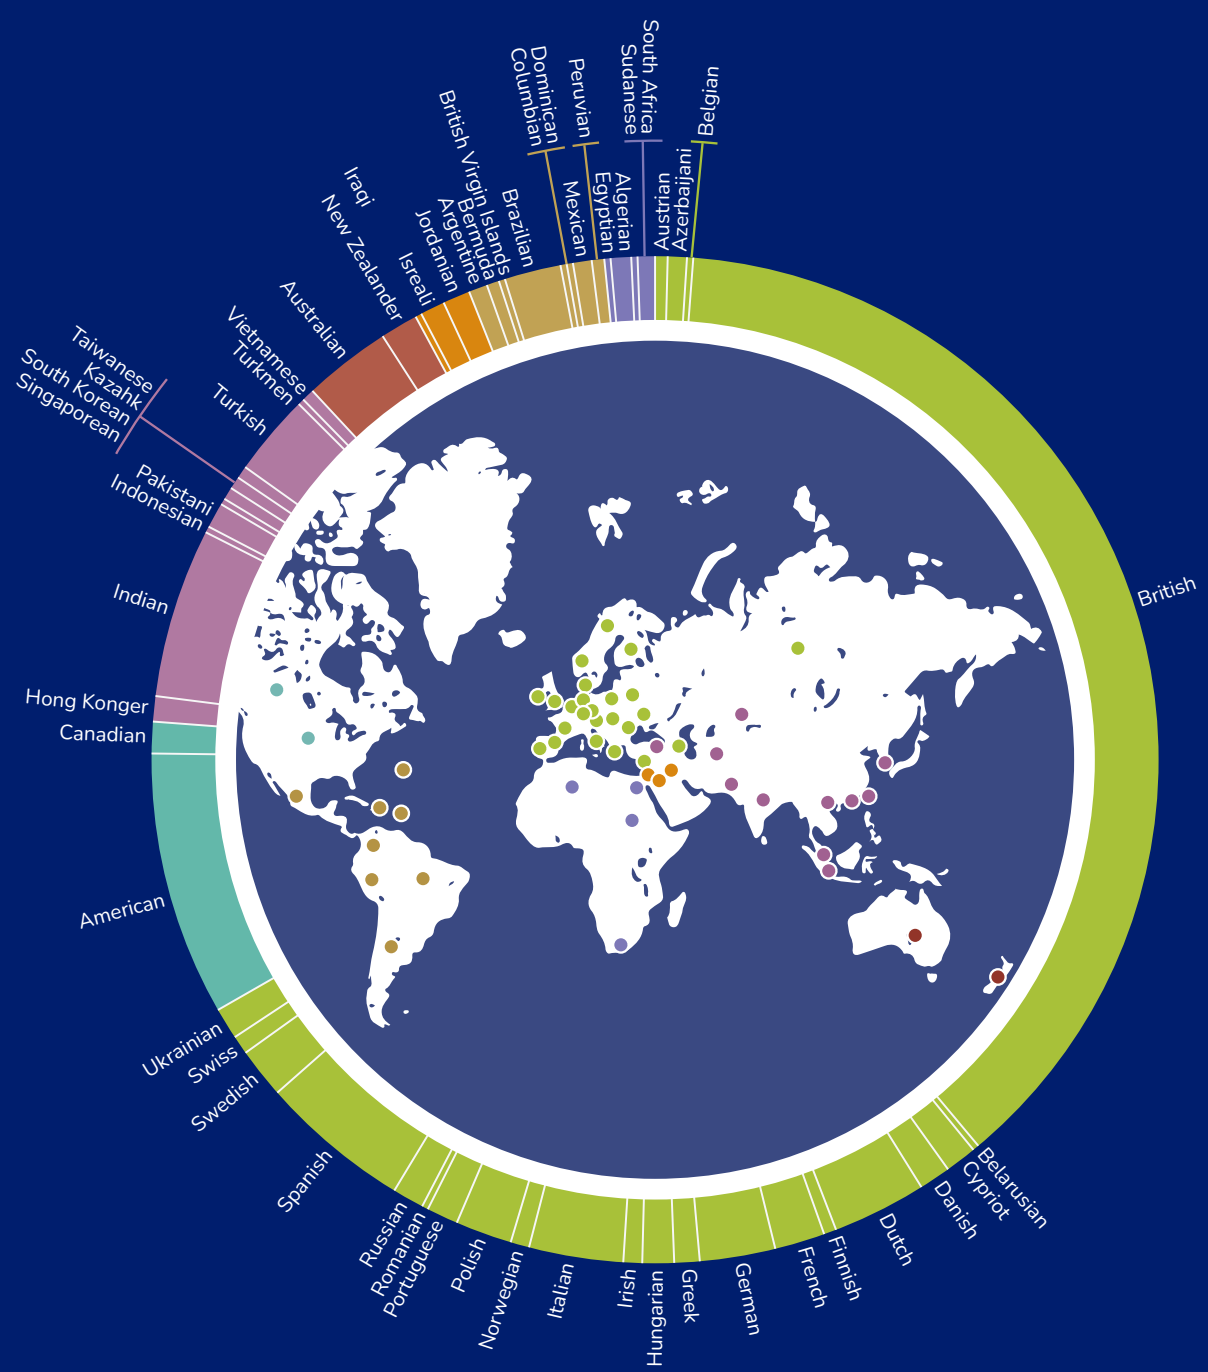 South Africa
Sudanese
Belgian
Austrian
Azerbaijani
British
Belarusian
Cypriot
Danish
Dutch
Finnish
French
German
Greek
Hungarian
Irish
Italian
Norwegian
Polish
Portuguese
Romanian
Russian
Spanish
Swedish
Swiss
Ukrainian
American
Canadian
Hong Konger
Indian
Indonesian
Pakistani
Singaporean
South Korean
Kazahk
Taiwanese
Turkish
Turkmen
Vietnamese
Australian
New Zealander
Iraqi
Isreali
Jordanian
Argentine
Bermuda
British Virgin Islands
Brazilian
Columbian
Dominican
Mexican
Peruvian
Egyptian
Algerian